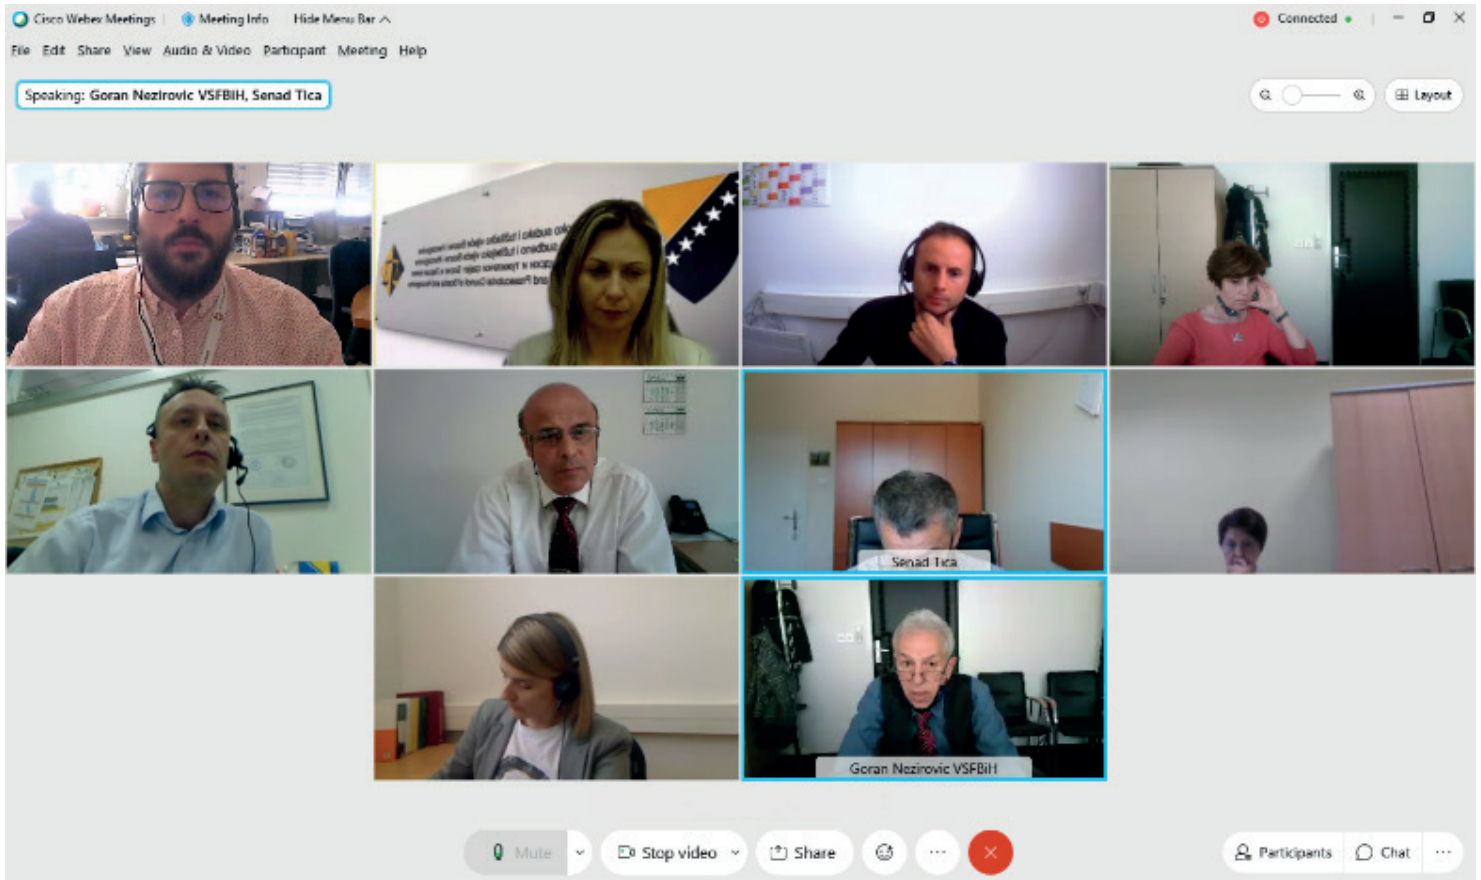 Cisco Webex Meetings
Meeting Info
Hide Menu Bar
Connected
File Edit Share View Audio & Video Participant Meeting Help
Speaking: Goran Nezirovic VSFBiH, Senad Tica
Layout
Senad Tica
Goran Nezirovic VSFBiH
Mute
Stop video
Share
Participants
Chat